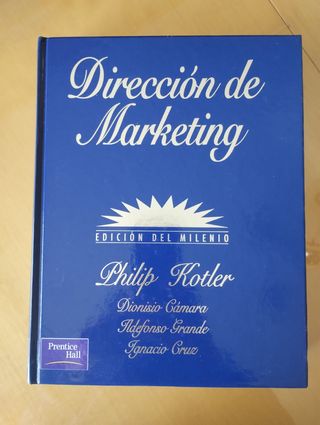 Dirección de
Marketing
EDICIÓN DEL MILENIO
Philip Kotler
Dionisio Cámara
Ildefonso Grande
Ignacio Cruz
Prentice
Hall